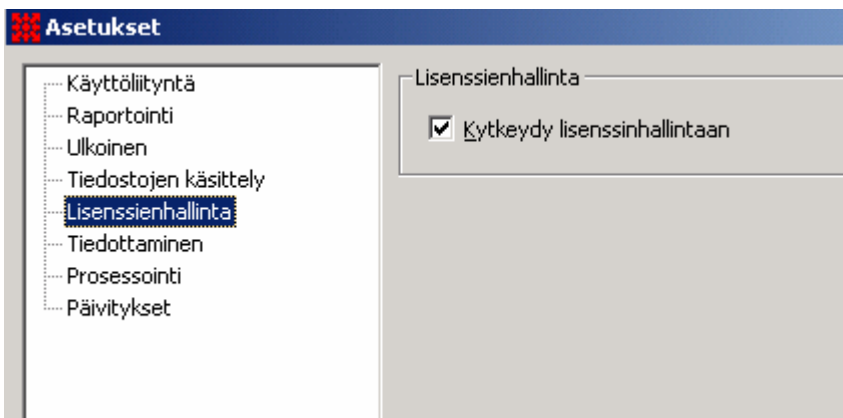 Asetukset
Käyttöliityntä
Raportointi
Ulkoinen
Tiedostojen käsittely
Lisenssienhallinta
Tiedottaminen
Prosessointi
Päivitykset
Lisenssienhallinta
Kytkeydy lisenssinhallintaan